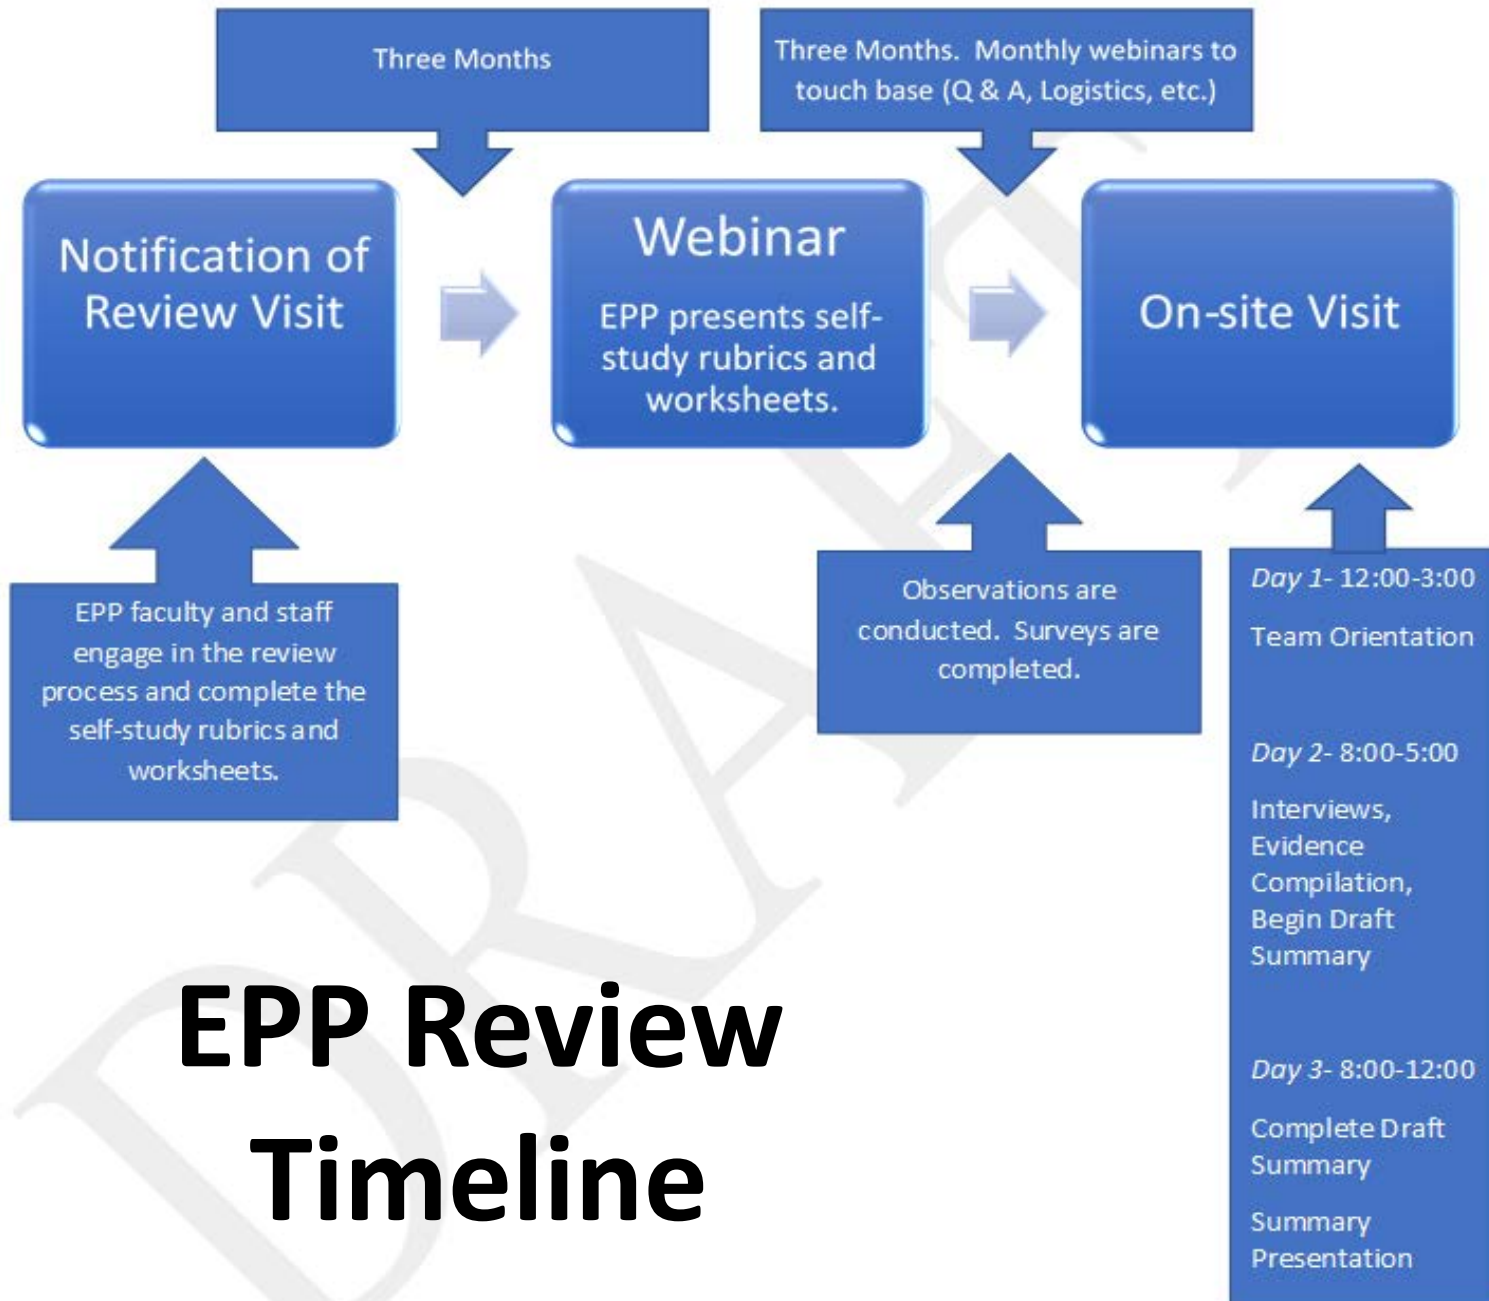 Three Months
Three Months.  Monthly webinars to
touch base (Q & A, Logistics, etc.)
Notification of
Review Visit
Webinar
EPP presents self-
study rubrics and
worksheets.
On-site Visit
EPP faculty and staff
engage in the review
process and complete the
self-study rubrics and
worksheets.
Observations are
conducted.  Surveys are
completed.
Day 1- 12:00-3:00
Team Orientation
Day 2- 8:00-5:00
Interviews,
Evidence
Compilation,
Begin Draft
Summary
Day 3- 8:00-12:00
Complete Draft
Summary
Summary
Presentation
EPP Review
Timeline
DRAFT